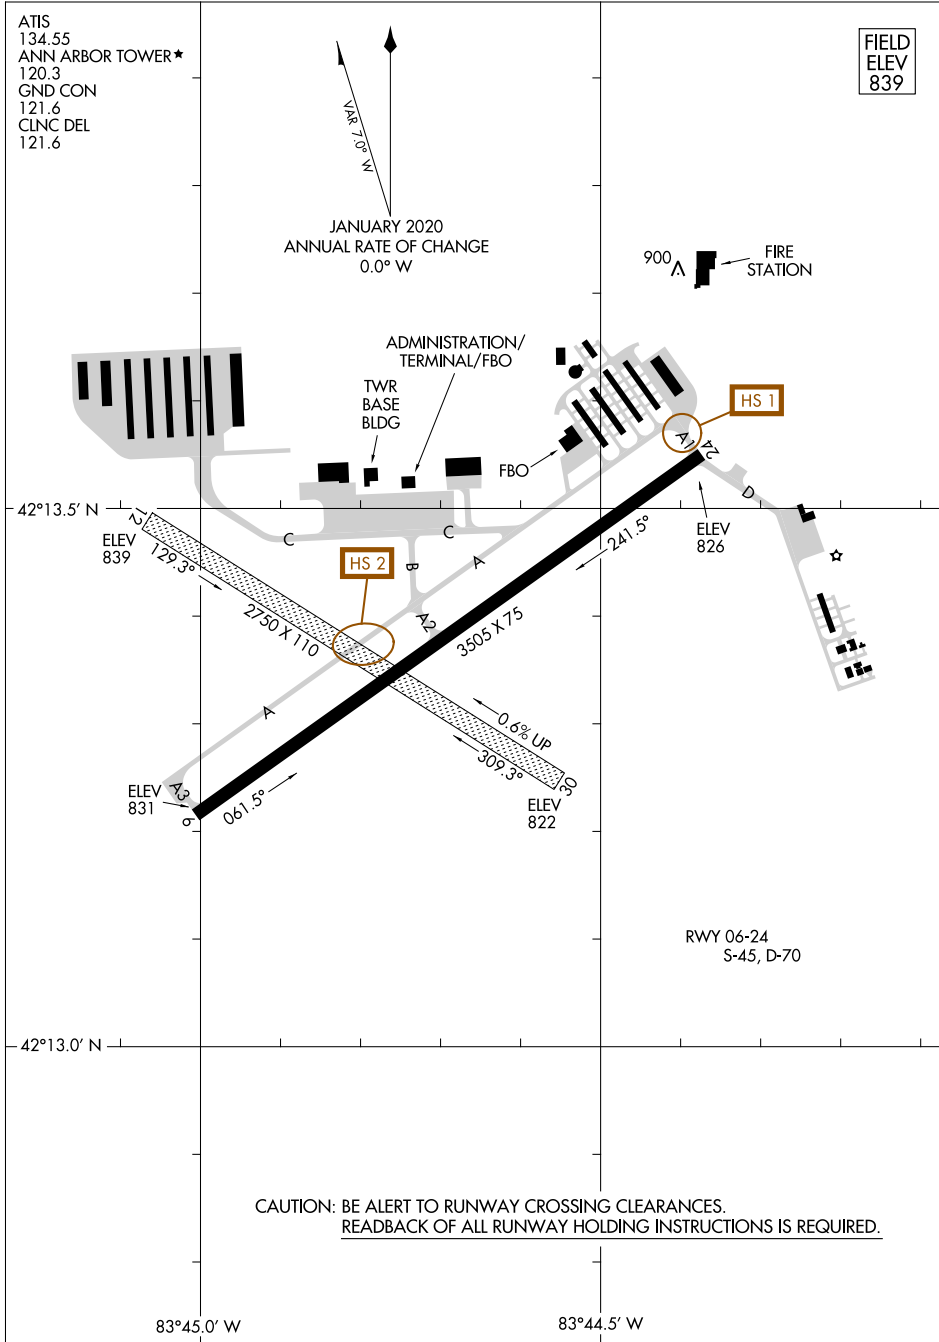 ATIS
134.55
ANN ARBOR TOWER★
120.3
GND CON
121.6
CLNC DEL
121.6
FIELD
ELEV
839
VAR 7.0° W
JANUARY 2020
ANNUAL RATE OF CHANGE
0.0° W
900
FIRE
STATION
ADMINISTRATION/
TERMINAL/FBO
TWR
BASE
BLDG
HS 1
A1
24
FBO
D
42°13.5' N
12
ELEV
839
129.3°
C
C
HS 2
B
A
241.5°
ELEV
826
2750 X 110
A2
3505 X 75
A
0.6% UP
309.3°
30
ELEV
822
A3
ELEV
831
6
061.5°
RWY 06-24
S-45, D-70
42°13.0' N
CAUTION: BE ALERT TO RUNWAY CROSSING CLEARANCES.
READBACK OF ALL RUNWAY HOLDING INSTRUCTIONS IS REQUIRED.
83°45.0' W
83°44.5' W